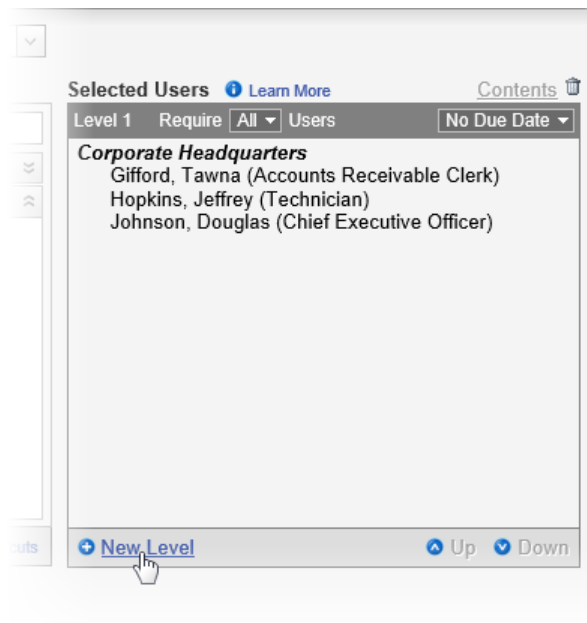 Selected Users Learn More Contents
Level 1 Require All Users No Due Date
Corporate Headquarters
Gifford, Tawna (Accounts Receivable Clerk)
Hopkins, Jeffrey (Technician)
Johnson, Douglas (Chief Executive Officer)
cuts New Level Up Down